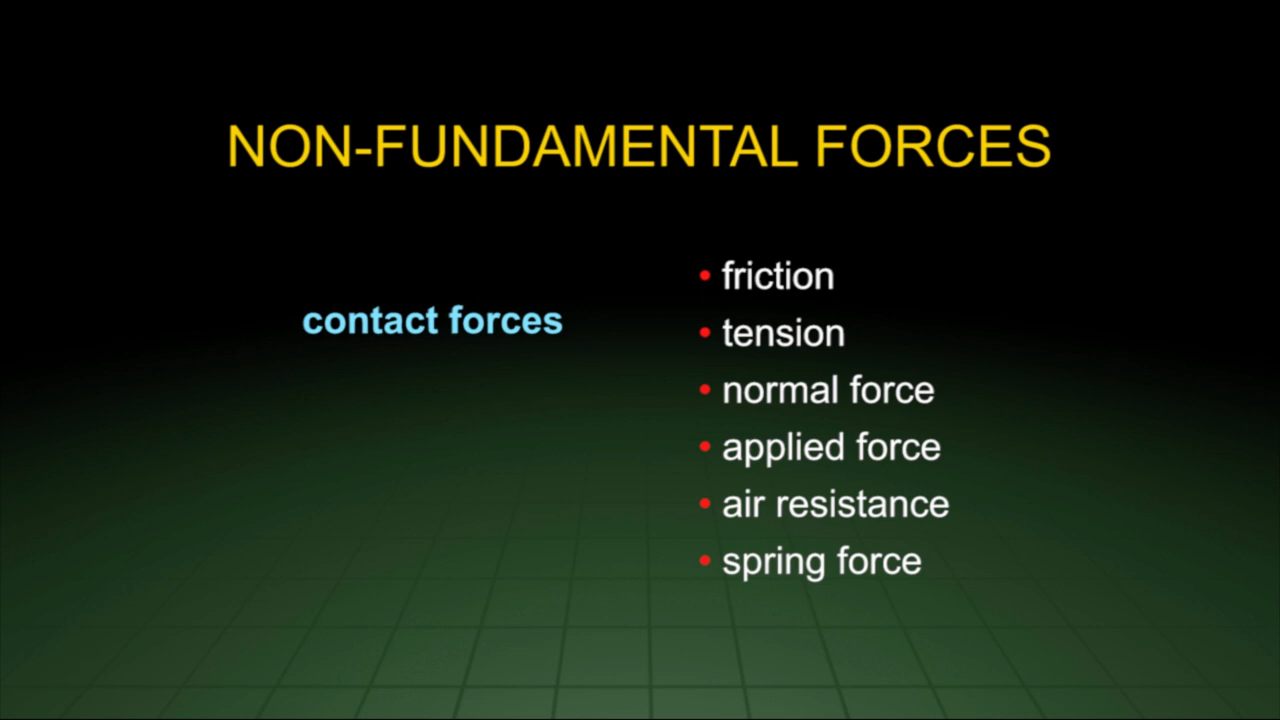 NON-FUNDAMENTAL FORCES
contact forces
• friction
• tension
• normal force
• applied force
• air resistance
• spring force